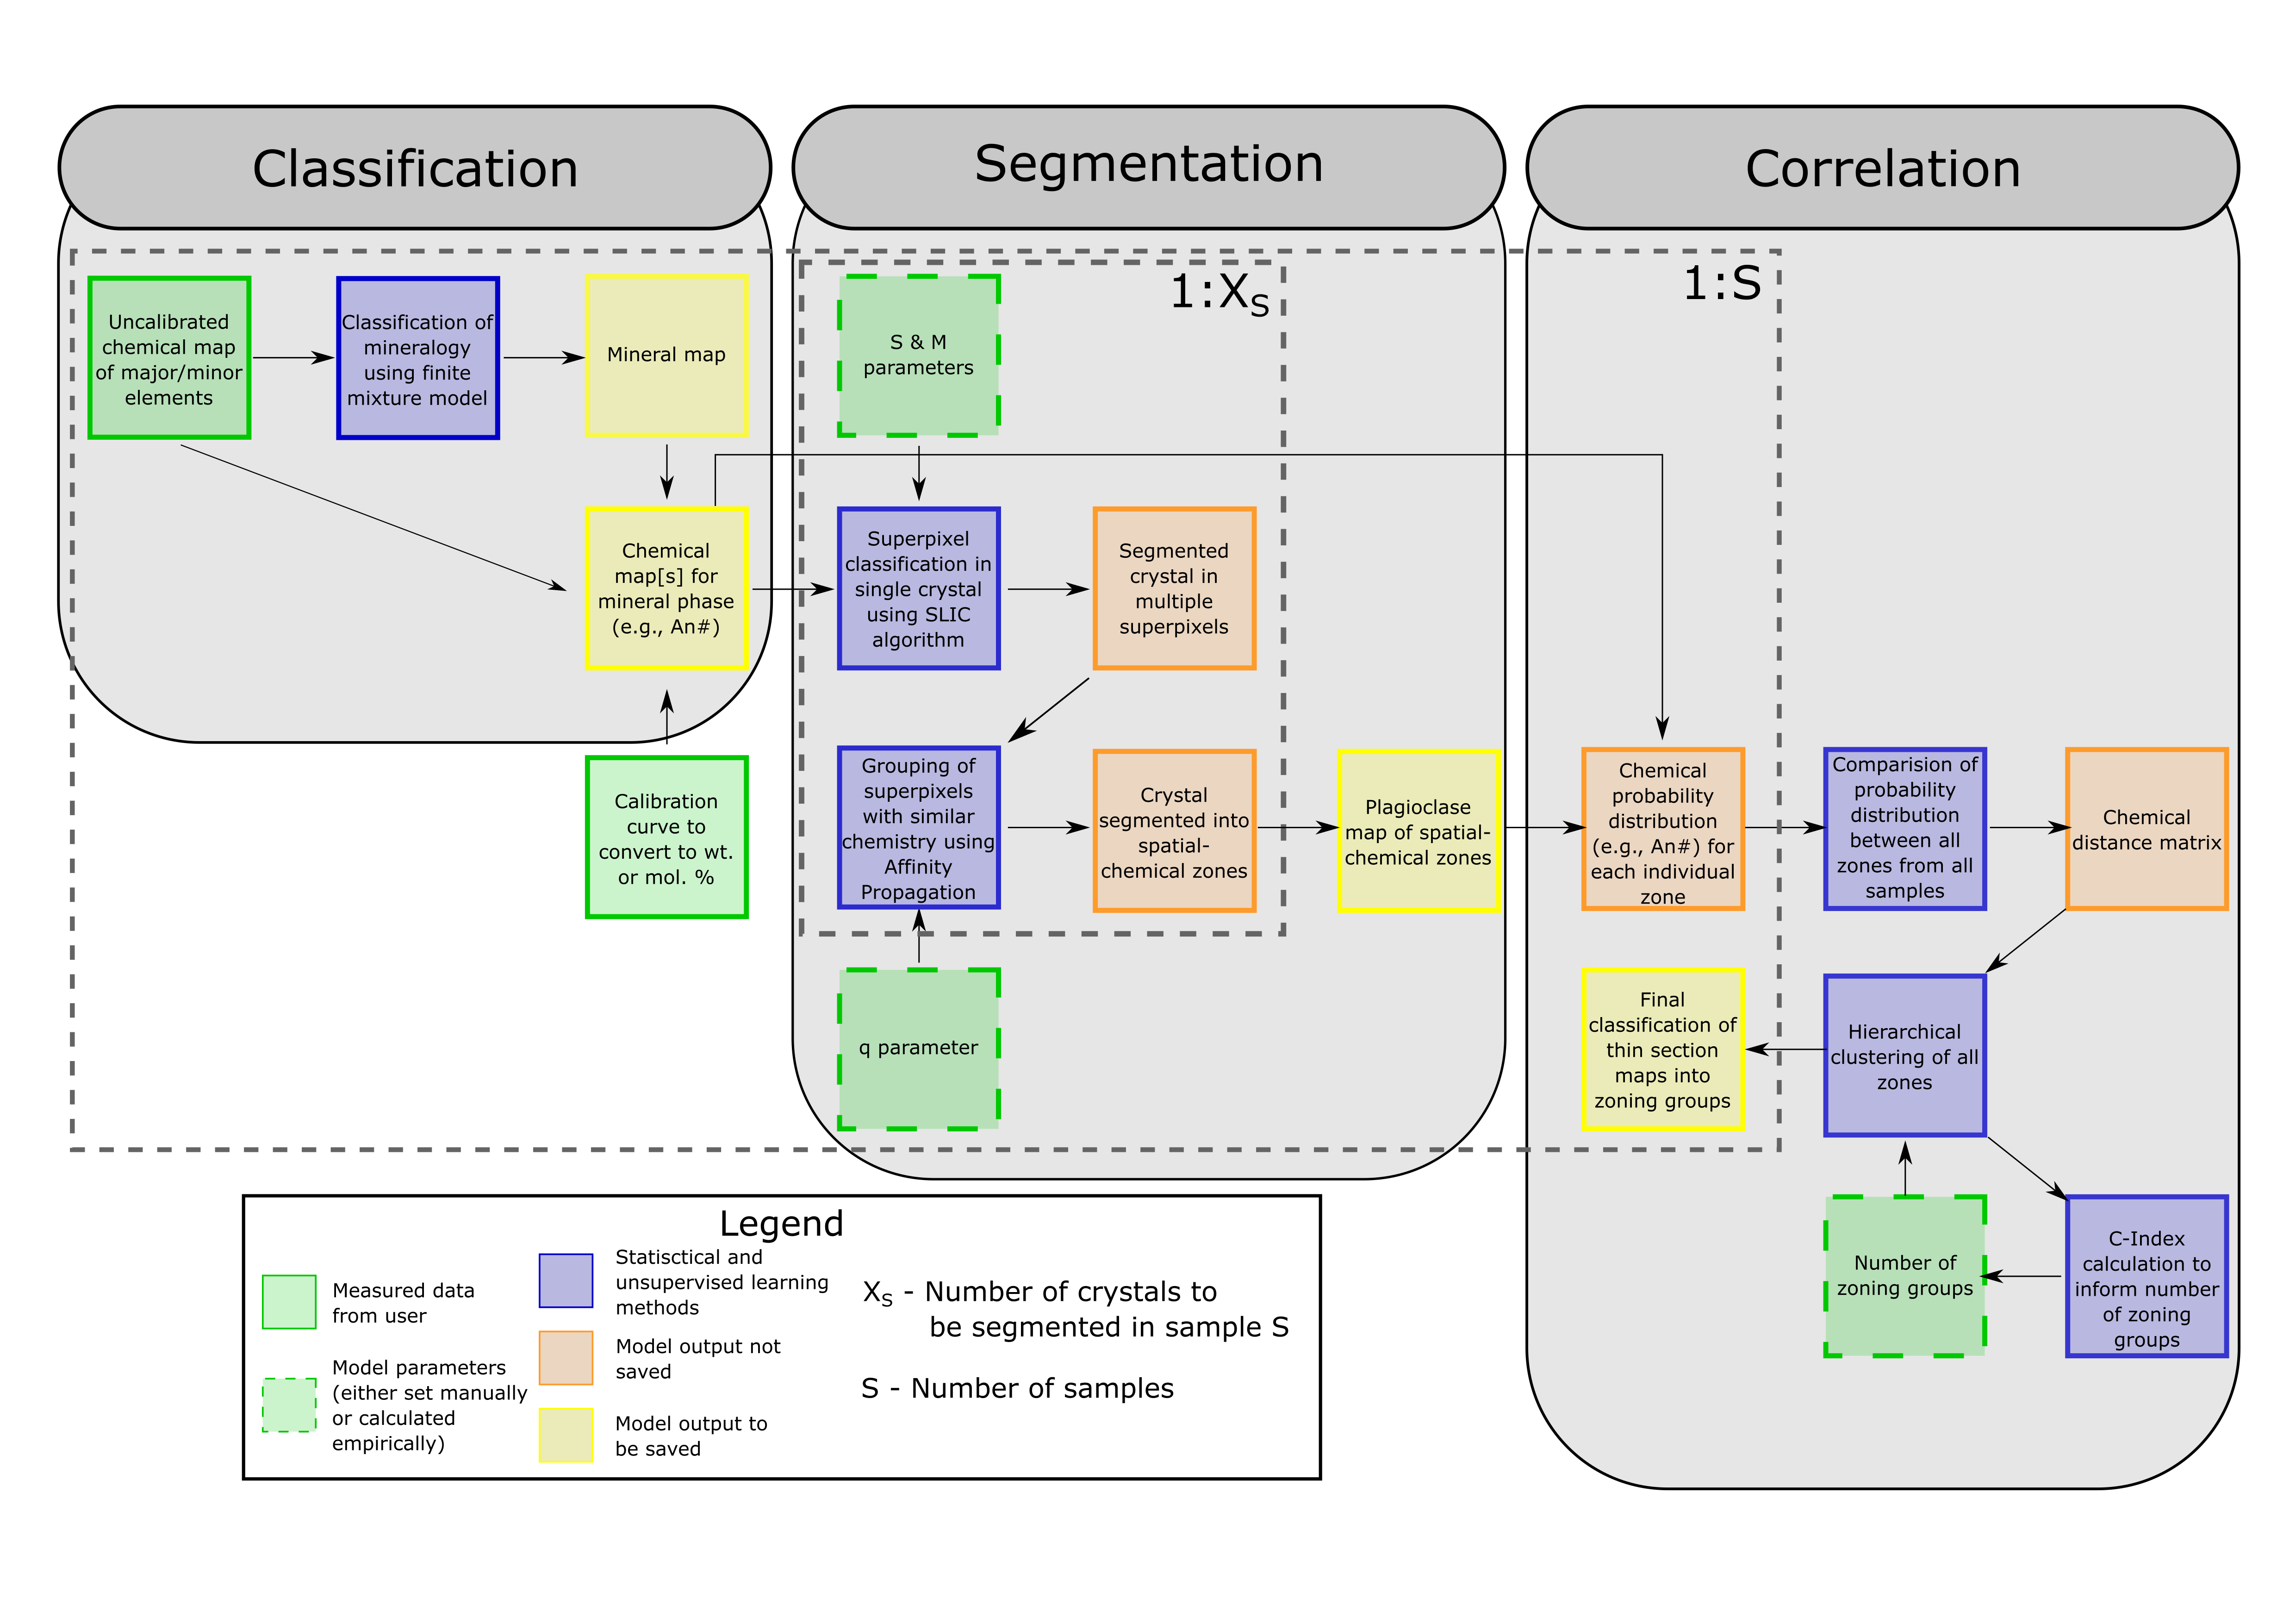 Classification
Segmentation
Correlation
Uncalibrated
chemical map
of major/minor
elements
Classification of
mineralogy
using finite
mixture model
Mineral map
S & M
parameters
1:XS
1:S
Chemical
map[s] for
mineral phase
(e.g., An#)
Superpixel
classification in
single crystal
using SLIC
algorithm
Segmented
crystal in
multiple
superpixels
Calibration
curve to
convert to wt.
or mol. %
Grouping of
superpixels
with similar
chemistry using
Affinity
Propagation
Crystal
segmented into
spatial-
chemical zones
Plagioclase
map of spatial-
chemical zones
Chemical
probability
distribution
(e.g., An#) for
each individual
zone
Comparision of
probability
distribution
between all
zones from all
samples
Chemical
distance matrix
q parameter
Final
classification of
thin section
maps into
zoning groups
Hierarchical
clustering of all
zones
Number of
zoning groups
C-Index
calculation to
inform number
of zoning
groups
Legend
Measured data
from user
Model parameters
(either set manually
or calculated
empirically)
Statisctical and
unsupervised learning
methods
Model output not
saved
Model output to
be saved
XS - Number of crystals to
be segmented in sample S
S - Number of samples